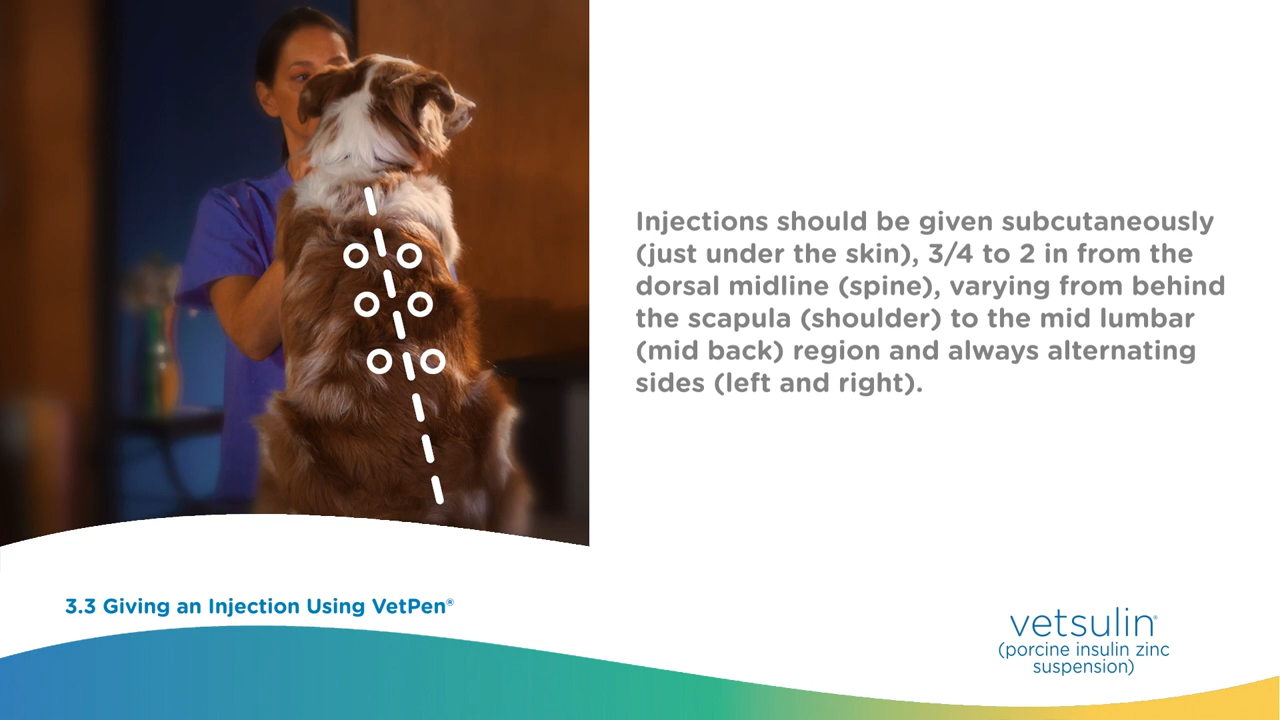 Injections should be given subcutaneously
(just under the skin), 3/4 to 2 in from the
dorsal midline (spine), varying from behind
the scapula (shoulder) to the mid lumbar
(mid back) region and always alternating
sides (left and right).
3.3 Giving an Injection Using VetPen®
vetsulin®
(porcine insulin zinc
suspension)